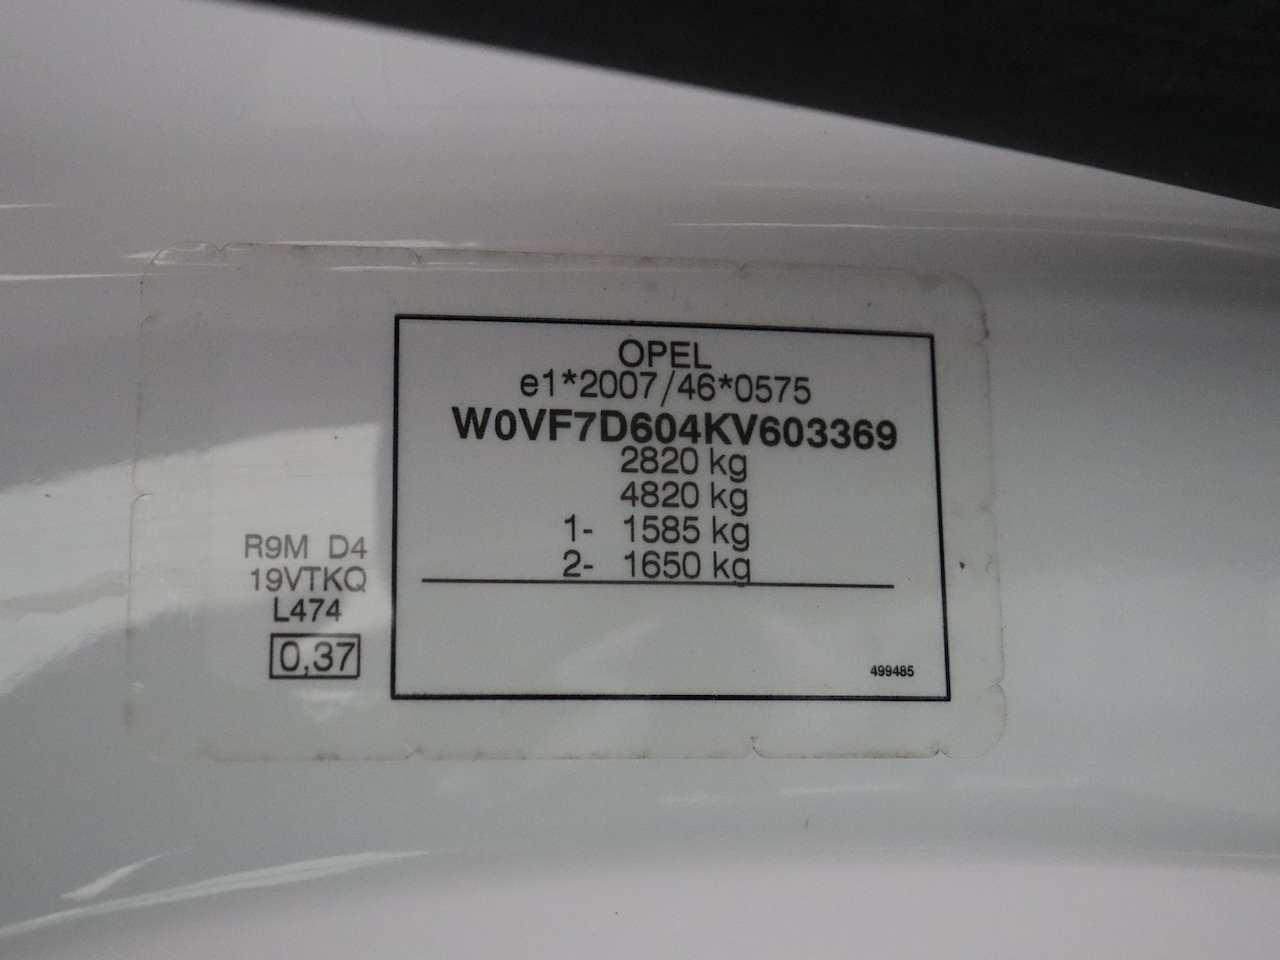 OPEL
e1*2007/46*0575
W0VF7D604KV603369
2820 kg
4820 kg
1- 1585 kg
2- 1650 kg
R9M D4
19VTKQ
L474
0,37
499485